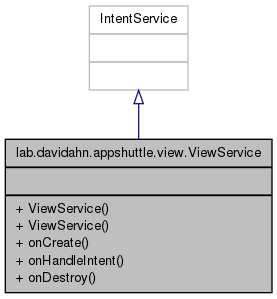 IntentService
lab.davidahn.appshuttle.view.ViewService
+ ViewService()
+ ViewService()
+ onCreate()
+ onHandleIntent()
+ onDestroy()